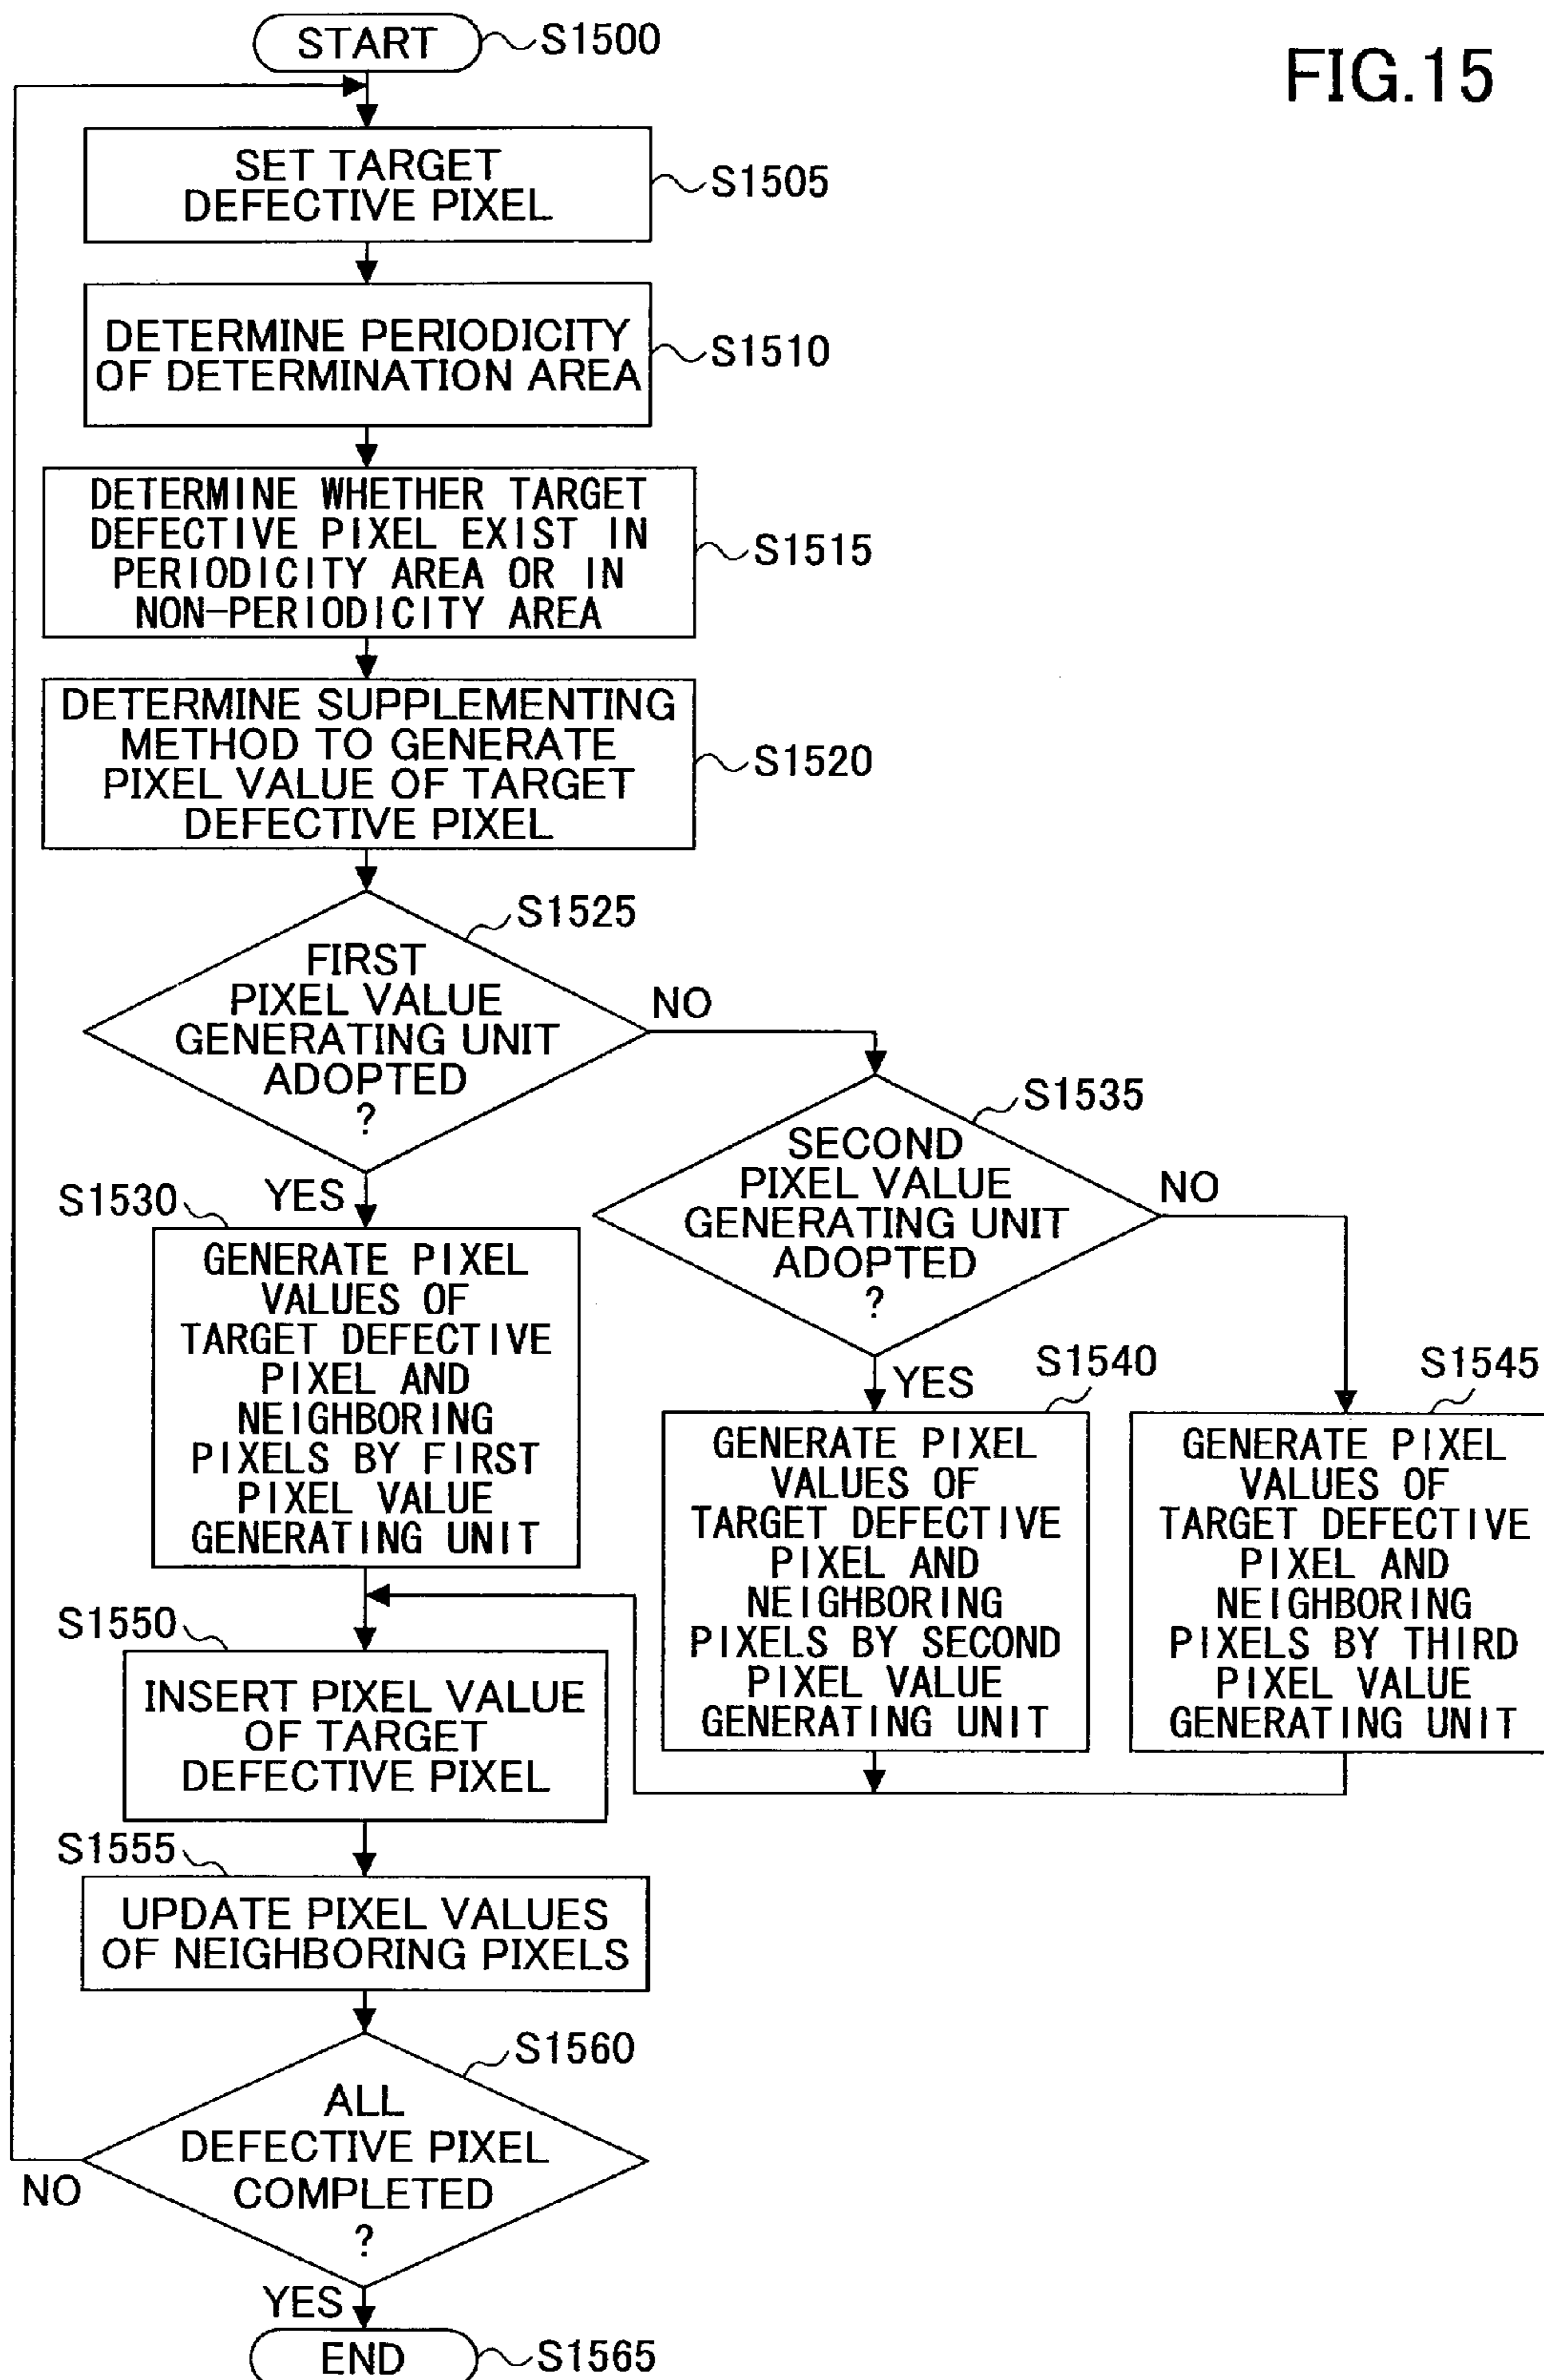 FIG.15
START
S1500
SET TARGET
DEFECTIVE PIXEL
S1505
DETERMINE PERIODICITY
OF DETERMINATION AREA
S1510
DETERMINE WHETHER TARGET
DEFECTIVE PIXEL EXIST IN
PERIODICITY AREA OR IN
NON-PERIODICITY AREA
S1515
DETERMINE SUPPLEMENTING
METHOD TO GENERATE
PIXEL VALUE OF TARGET
DEFECTIVE PIXEL
S1520
S1525
FIRST
PIXEL VALUE
GENERATING UNIT
ADOPTED
?
NO
YES
S1535
SECOND
PIXEL VALUE
GENERATING UNIT
ADOPTED
?
NO
YES
S1530
GENERATE PIXEL
VALUES OF
TARGET DEFECTIVE
PIXEL AND
NEIGHBORING
PIXELS BY FIRST
PIXEL VALUE
GENERATING UNIT
S1540
GENERATE PIXEL
VALUES OF
TARGET DEFECTIVE
PIXEL AND
NEIGHBORING
PIXELS BY SECOND
PIXEL VALUE
GENERATING UNIT
S1545
GENERATE PIXEL
VALUES OF
TARGET DEFECTIVE
PIXEL AND
NEIGHBORING
PIXELS BY THIRD
PIXEL VALUE
GENERATING UNIT
S1550
INSERT PIXEL VALUE
OF TARGET
DEFECTIVE PIXEL
S1555
UPDATE PIXEL VALUES
OF NEIGHBORING PIXELS
S1560
ALL
DEFECTIVE PIXEL
COMPLETED
?
NO
YES
END
S1565